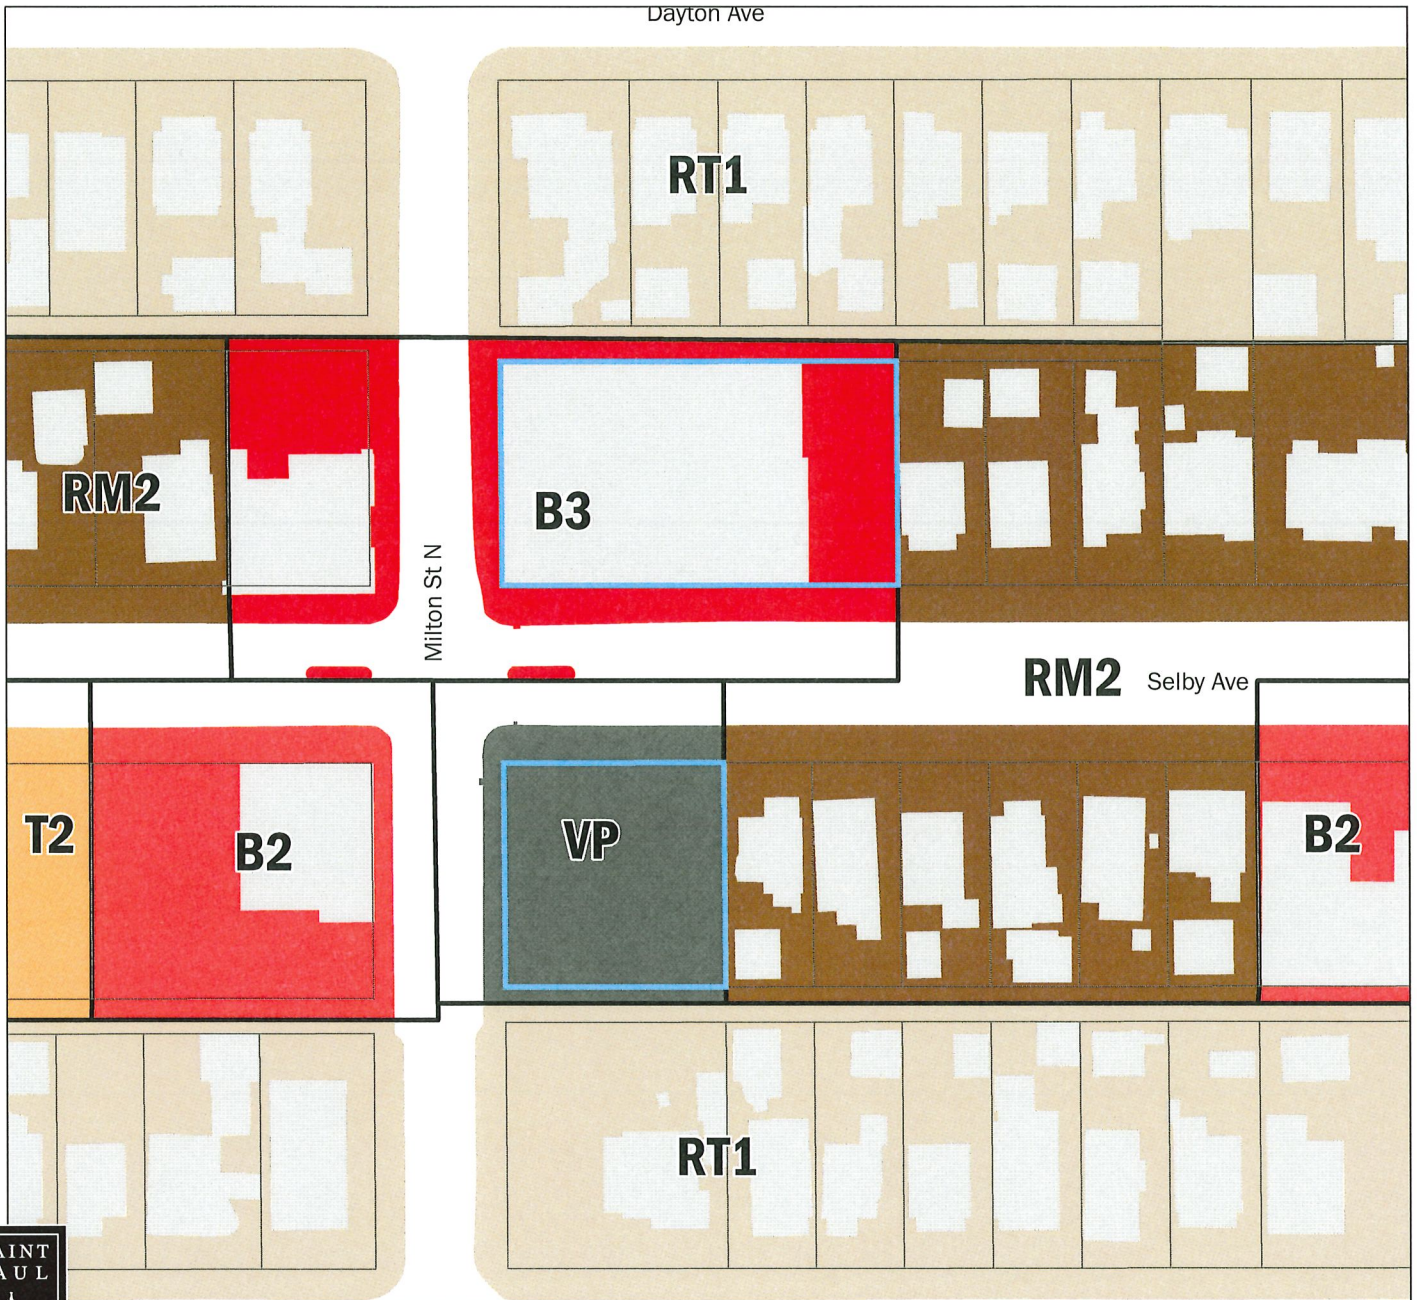 Dayton Ave
RT1
RM2
B3
Milton St N
RM2
Selby Ave
T2
B2
VP
B2
RT1
AINT
AUL